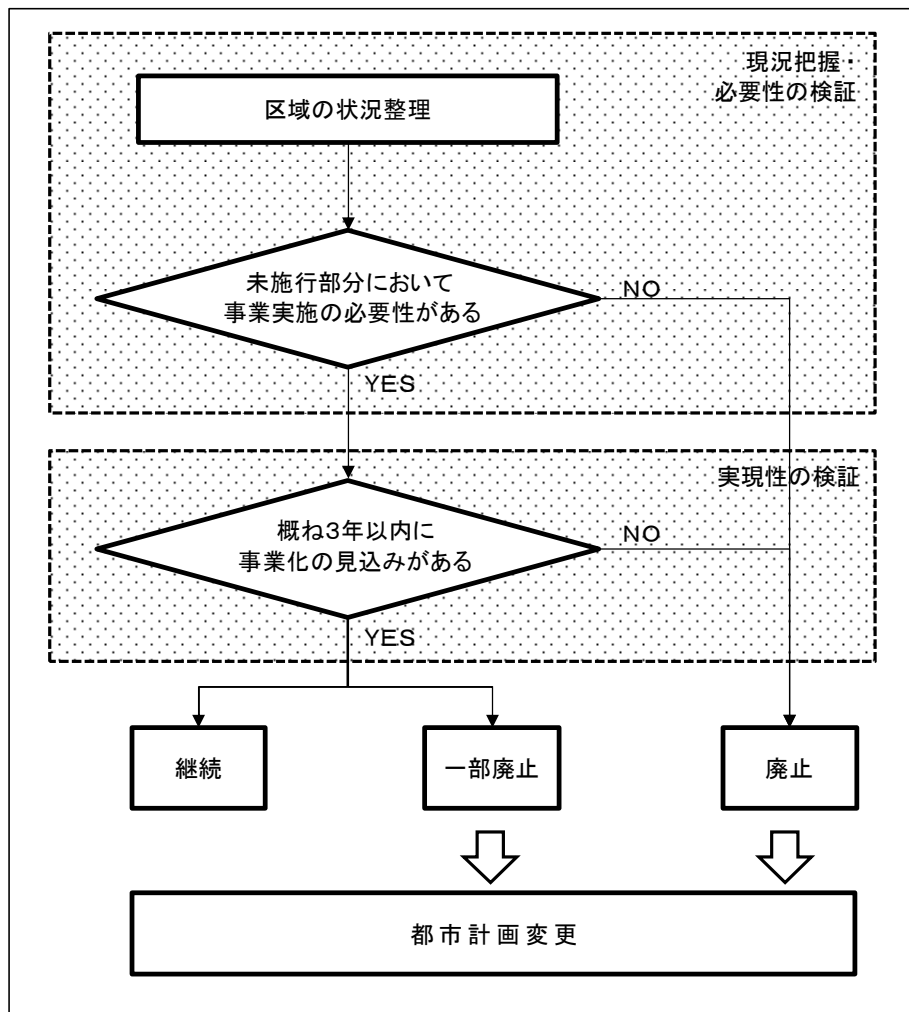 現況把握・
必要性の検証
区域の状況整理
未施行部分において
事業実施の必要性がある
NO
YES
実現性の検証
概ね3年以内に
事業化の見込みがある
NO
YES
継続
一部廃止
廃止
都市計画変更